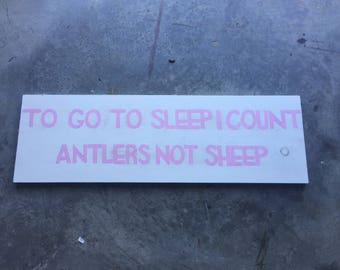 TO GO TO SLEEP I COUNT
ANTLERS NOT SHEEP